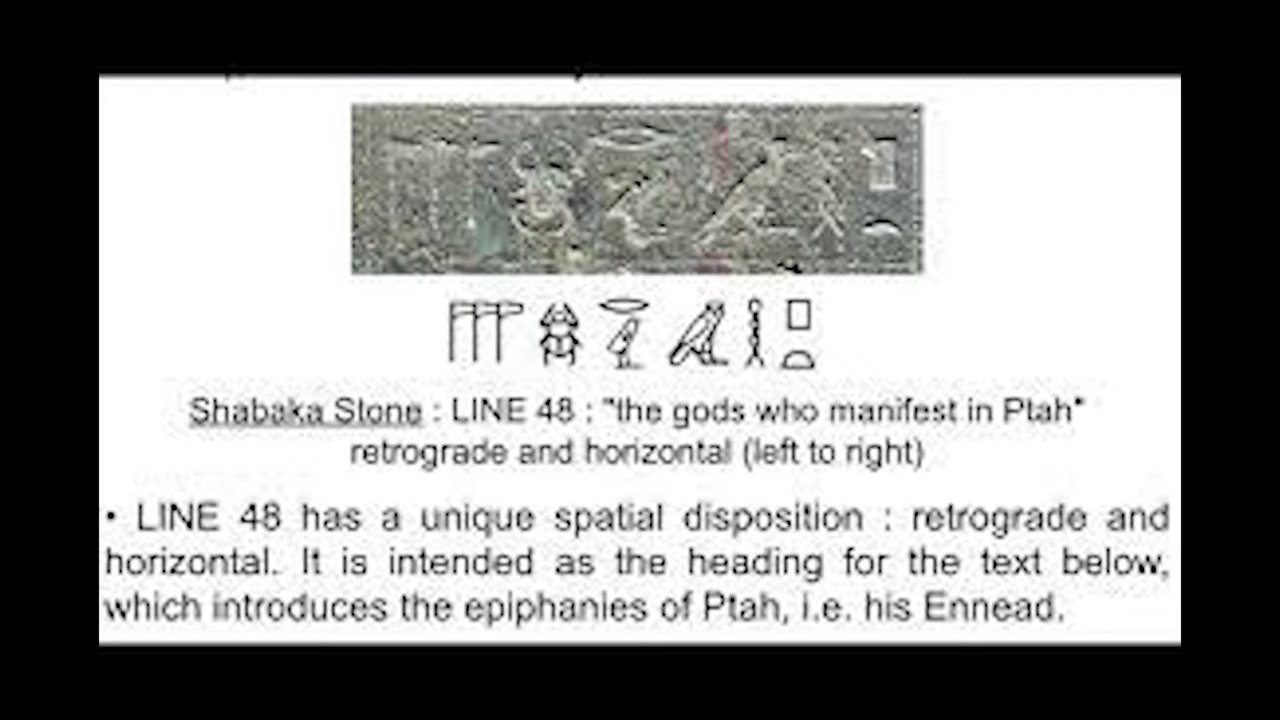 𓊹𓊹𓊹 𓆣 𓂋 𓅱 𓅓 𓎛 𓊪 𓏏
Shabaka Stone : LINE 48 : "the gods who manifest in Ptah"
retrograde and horizontal (left to right)
• LINE 48 has a unique spatial disposition : retrograde and
horizontal. It is intended as the heading for the text below,
which introduces the epiphanies of Ptah, i.e. his Ennead.